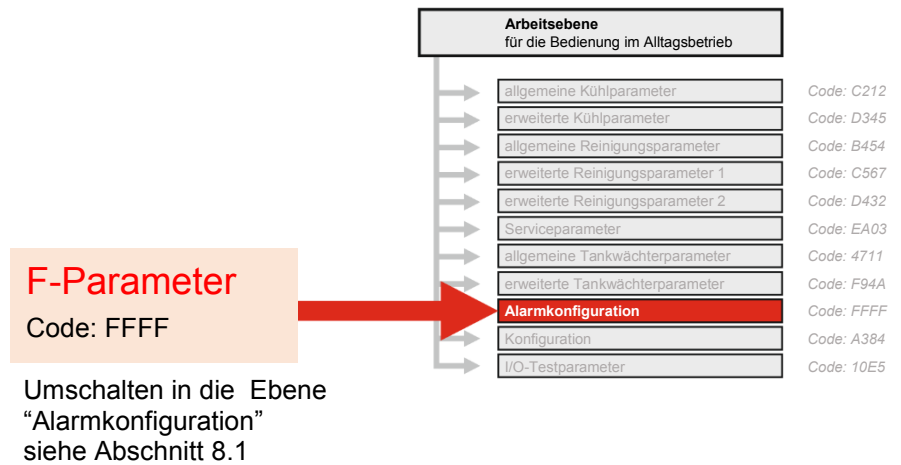 Arbeitsebene
für die Bedienung im Alltagsbetrieb
allgemeine Kühlparameter Code: C212
erweiterte Kühlparameter Code: D345
allgemeine Reinigungsparameter Code: B454
erweiterte Reinigungsparameter 1 Code: C567
erweiterte Reinigungsparameter 2 Code: D432
Serviceparameter Code: EA03
allgemeine Tankwächterparameter Code: 4711
erweiterte Tankwächterparameter Code: F94A
Alarmkonfiguration Code: FFFF
Konfiguration Code: A384
I/O-Testparameter Code: 10E5
F-Parameter
Code: FFFF
Umschalten in die Ebene
“Alarmkonfiguration”
siehe Abschnitt 8.1